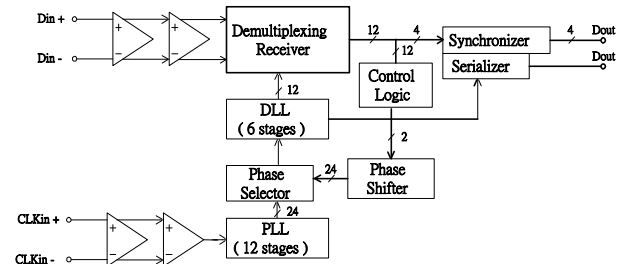 Din +
Din -
+
−
+
−
Demultiplexing
Receiver
12
4
12
Synchronizer
Serializer
4
Dout
Dout
Control
Logic
12
DLL
( 6 stages )
2
Phase
Selector
24
Phase
Shifter
24
CLKin +
CLKin -
+
−
+
−
PLL
( 12 stages )